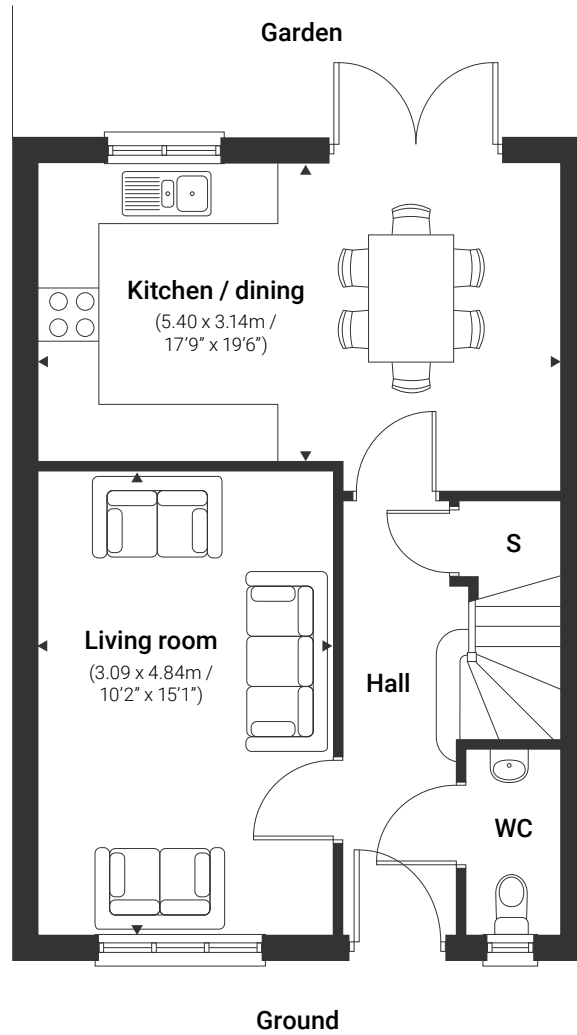 Garden
Kitchen / dining
(5.40 x 3.14m /
17’9” x 19’6”)
S
Living room
(3.09 x 4.84m /
10’2” x 15’1”)
Hall
WC
Ground